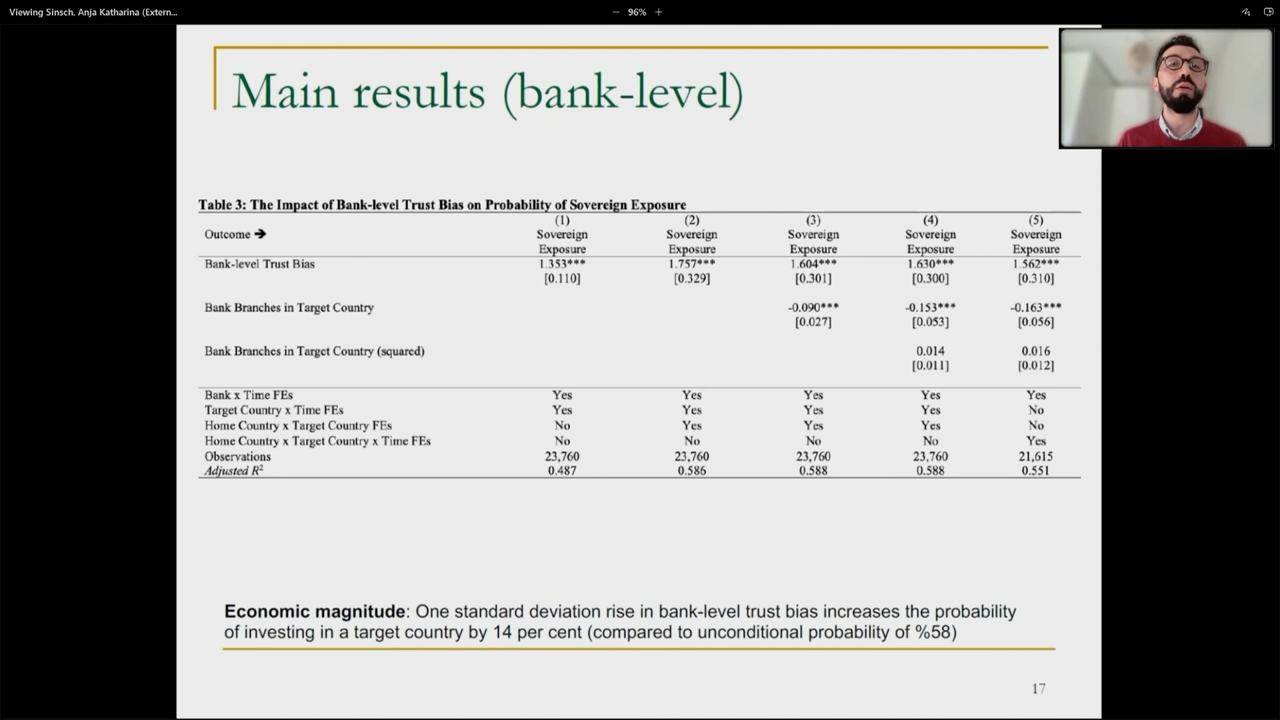 Viewing Sinsch, Anja Katharina (Extern...
− 96% +
Main results (bank-level)
Table 3: The Impact of Bank-level Trust Bias on Probability of Sovereign Exposure
(1) (2) (3) (4) (5)
Outcome ➔ Sovereign Sovereign Sovereign Sovereign Sovereign
Exposure Exposure Exposure Exposure Exposure
Bank-level Trust Bias 1.353*** 1.757*** 1.604*** 1.630*** 1.562***
[0.110] [0.329] [0.301] [0.300] [0.310]
Bank Branches in Target Country -0.090*** -0.153*** -0.163***
[0.027] [0.053] [0.056]
Bank Branches in Target Country (squared) 0.014 0.016
[0.011] [0.012]
Bank x Time FEs Yes Yes Yes Yes Yes
Target Country x Time FEs Yes Yes Yes Yes No
Home Country x Target Country FEs No Yes Yes Yes No
Home Country x Target Country x Time FEs No No No No Yes
Observations 23,760 23,760 23,760 23,760 21,615
Adjusted R² 0.487 0.586 0.588 0.588 0.551
Economic magnitude: One standard deviation rise in bank-level trust bias increases the probability
of investing in a target country by 14 per cent (compared to unconditional probability of %58)
17